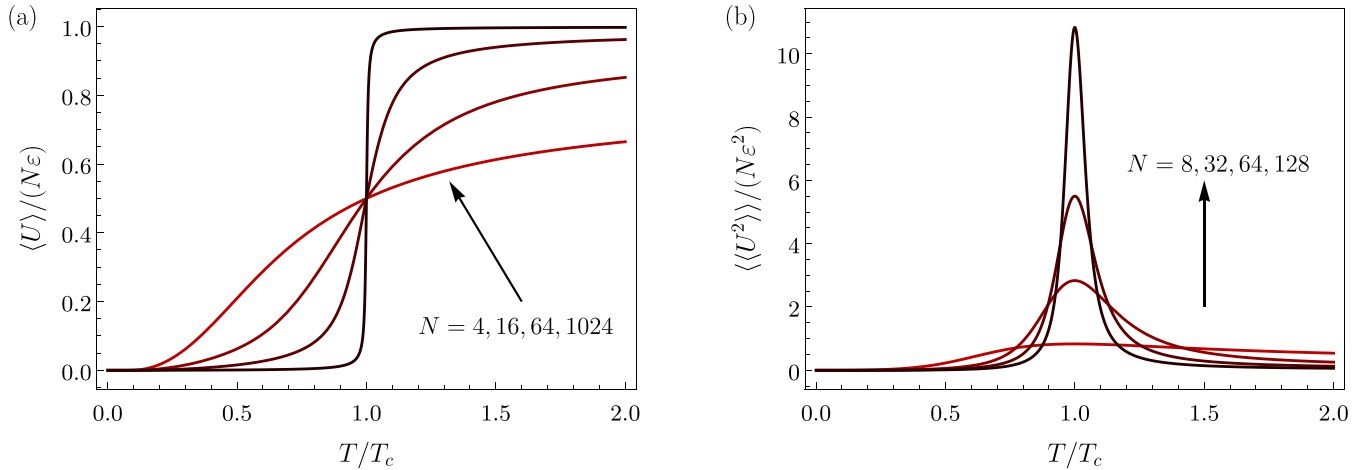 (a)
⟨U⟩/(Nε)
1.0
0.8
0.6
0.4
0.2
0.0
N = 4, 16, 64, 1024
0.0 0.5 1.0 1.5 2.0
T/T_c
(b)
⟨⟨U²⟩⟩/(Nε²)
10
8
6
4
2
0
N = 8, 32, 64, 128
0.0 0.5 1.0 1.5 2.0
T/T_c